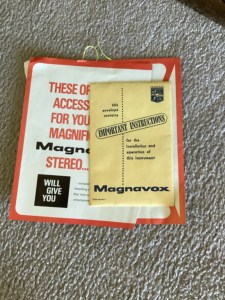 THESE OP
ACCESS
FOR YOU
MAGNIF
Magna
STEREO...
WILL
GIVE
YOU
this
envelope
contains
IMPORTANT INSTRUCTIONS
for the
installation and
operation of
this instrument
Magnavox